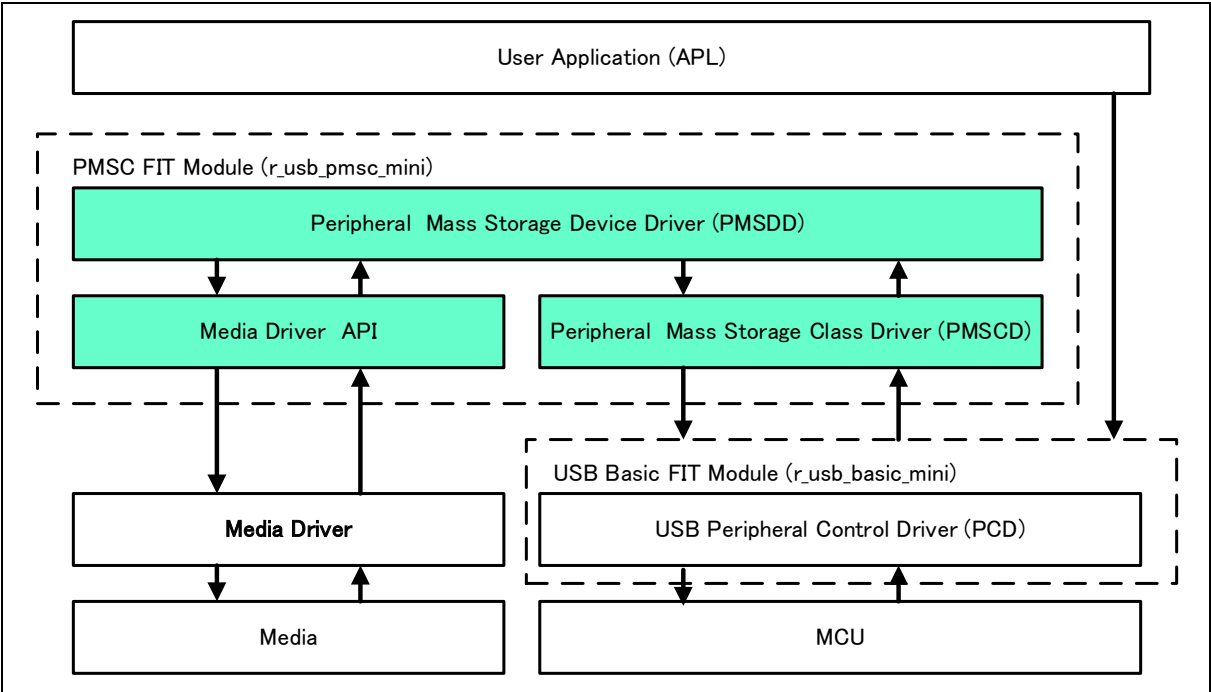 User Application (APL)
PMSC FIT Module (r_usb_pmsc_mini)
Peripheral Mass Storage Device Driver (PMSDD)
Media Driver API
Peripheral Mass Storage Class Driver (PMSCD)
USB Basic FIT Module (r_usb_basic_mini)
Media Driver
USB Peripheral Control Driver (PCD)
Media
MCU